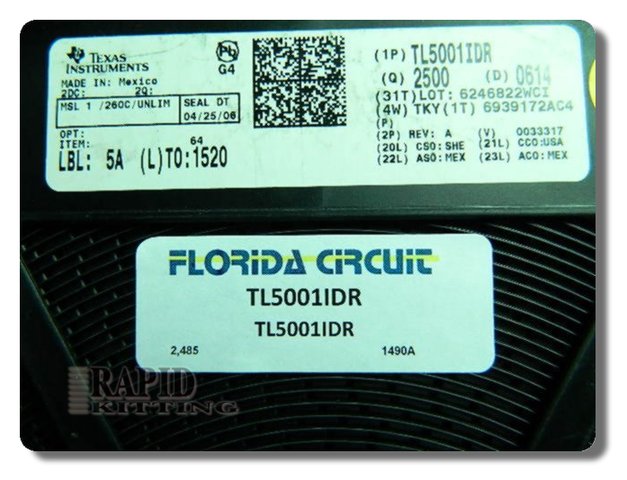 TEXAS
INSTRUMENTS
MADE IN: Mexico
2DC: 2Q:
MSL 1 /260C/UNLIM
SEAL DT
04/25/06
OPT:
ITEM: 64
LBL: 5A (L)TO:1520
Pb
G4
(1P) TL5001IDR
(Q) 2500 (D) 0614
(31T)LOT: 6246822WCI
(4W) TKY(1T) 6939172AC4
(P)
(2P) REV: A (V) 0033317
(20L) CSO:SHE (21L) CCO:USA
(22L) ASO:MEX (23L) ACO:MEX
FLORIDA CIRCUIT
TL5001IDR
TL5001IDR
2,485 1490A
RAPID
KITTING